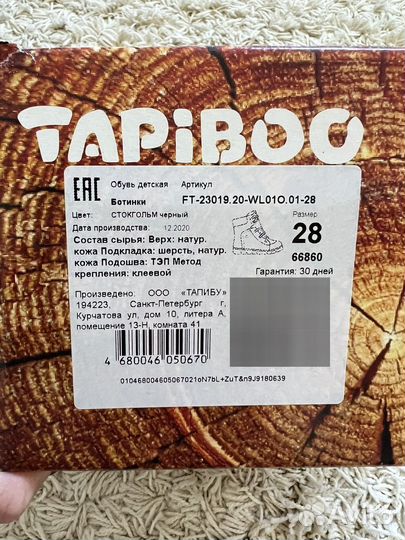 TAPiBOO
EAC
Обувь детская Артикул
Ботинки FT-23019.20-WL01O.01-28
Цвет: СТОКГОЛЬМ черный Размер
Дата производства: 12.2020 28
Состав сырья: Верх: натур.
кожа Подкладка: шерсть, натур.
кожа Подошва: ТЭП Метод
крепления: клеевой
66860
Гарантия: 30 дней
Произведено: ООО «ТАПИБУ»
194223, Санкт-Петербург г,
Курчатова ул, дом 10, литера А,
помещение 13-Н, комната 41
4 680046 050670
010468004605067021oN7bL+ZuT&n9J9180639
Avito